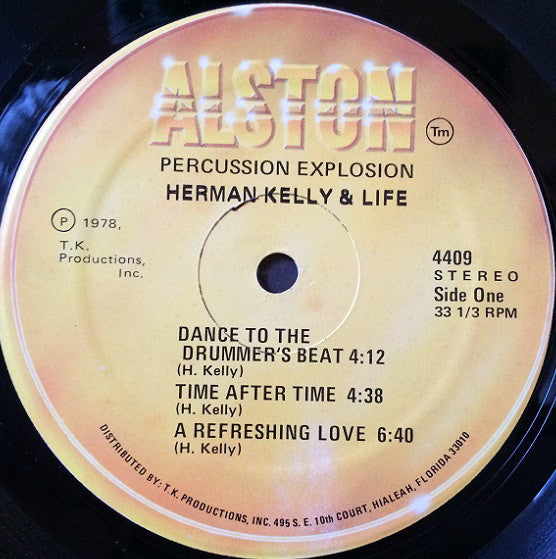 ALSTON
Tm
PERCUSSION EXPLOSION
HERMAN KELLY & LIFE
Ⓟ 1978,
T.K.
Productions,
Inc.
4409
STEREO
Side One
33 1/3 RPM
DANCE TO THE
DRUMMER'S BEAT 4:12
(H. Kelly)
TIME AFTER TIME 4:38
(H. Kelly)
A REFRESHING LOVE 6:40
(H. Kelly)
DISTRIBUTED BY: T.K. PRODUCTIONS, INC. 495 S.E. 10th COURT, HIALEAH, FLORIDA 33010